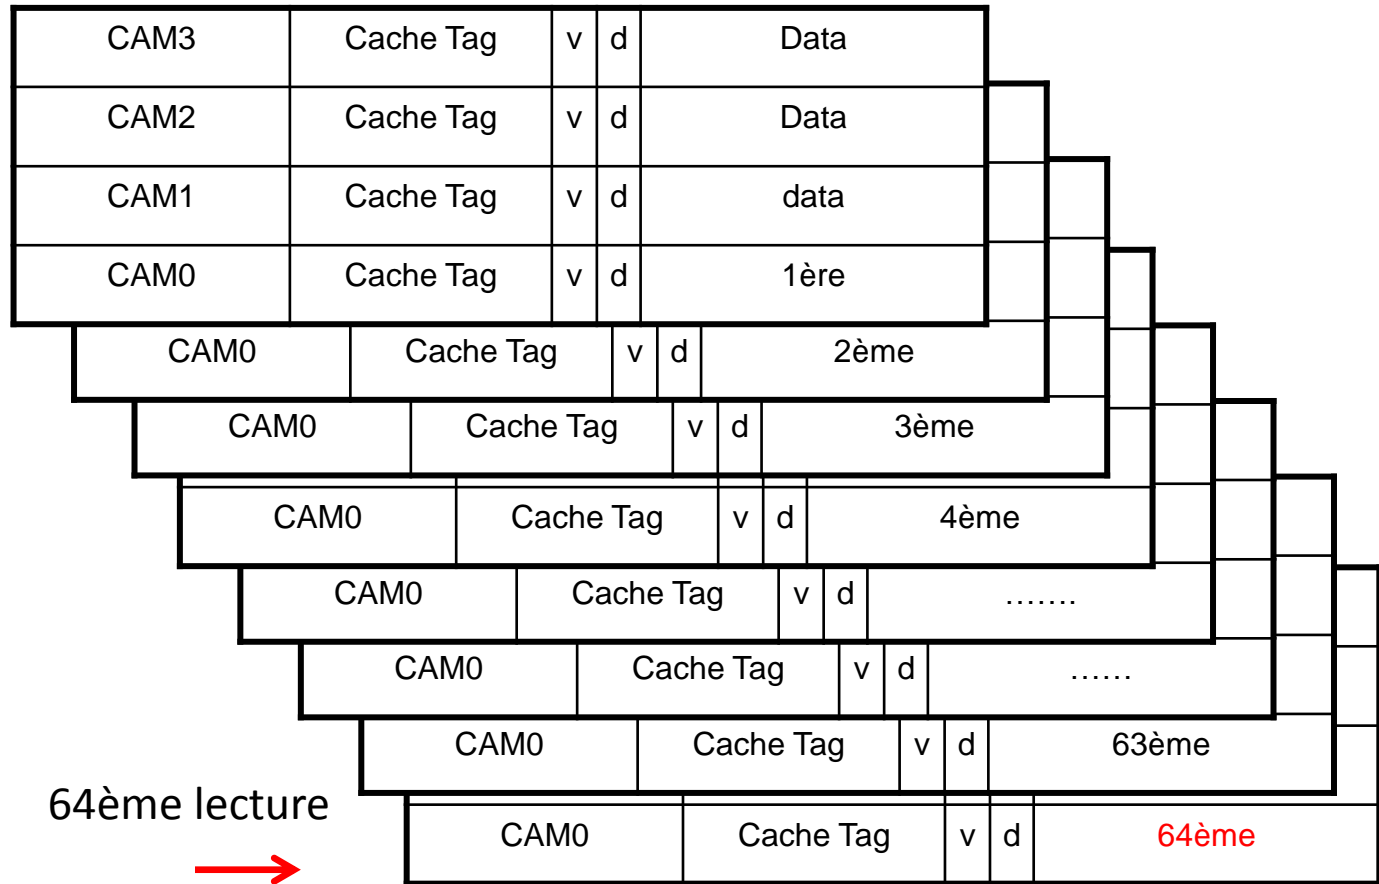 CAM3 Cache Tag v d Data
CAM2 Cache Tag v d Data
CAM1 Cache Tag v d data
CAM0 Cache Tag v d 1ère
CAM0 Cache Tag v d 2ème
CAM0 Cache Tag v d 3ème
CAM0 Cache Tag v d 4ème
CAM0 Cache Tag v d …….
CAM0 Cache Tag v d ……
CAM0 Cache Tag v d 63ème
64ème lecture
CAM0 Cache Tag v d 64ème